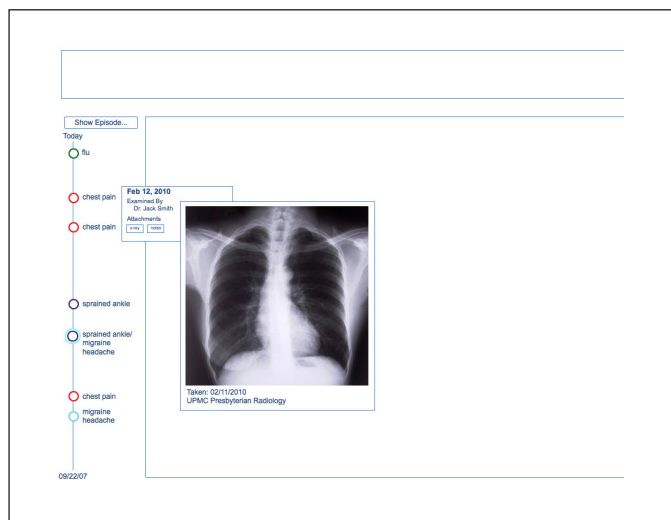 Show Episode...
Today
flu
chest pain
Feb 12, 2010
Examined By
Dr. Jack Smith
Attachments
x-ray
notes
chest pain
sprained ankle
sprained ankle/
migraine
headache
chest pain
migraine
headache
09/22/07
Taken: 02/11/2010
UPMC Presbyterian Radiology